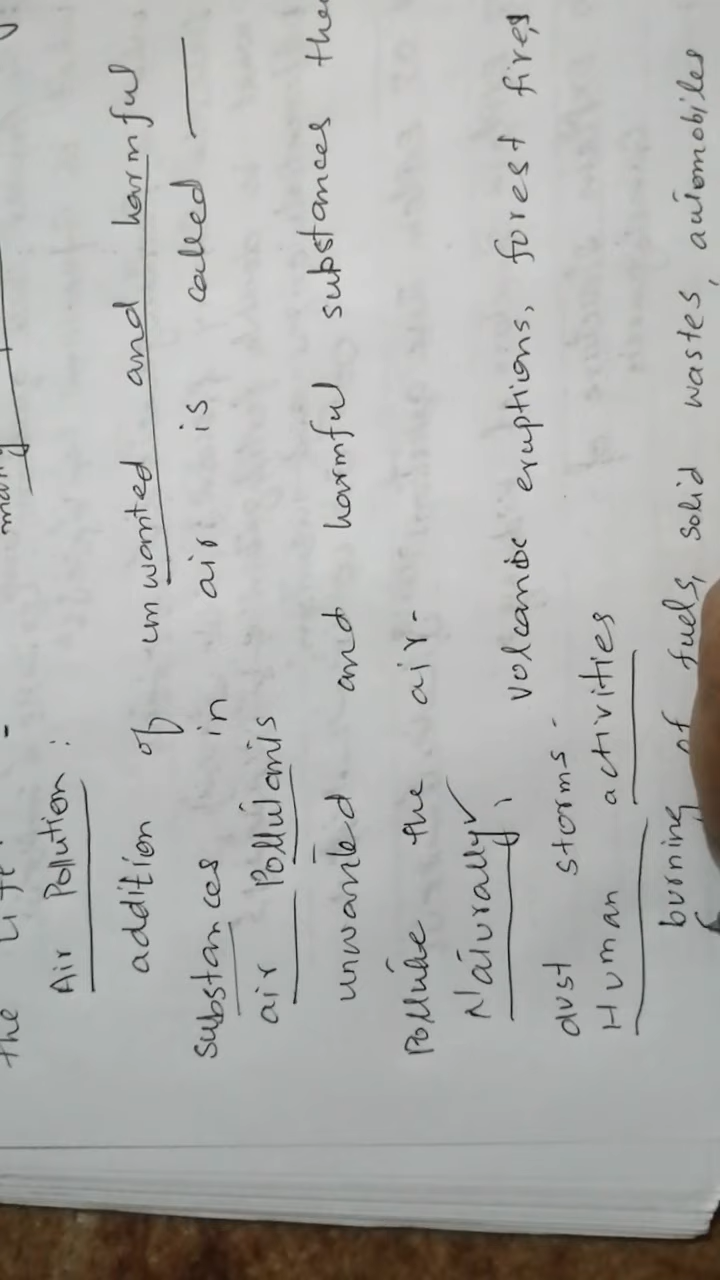 the
Air Pollution :
addition of unwanted and harmful
substances in air is called —
air Pollutants
unwanted and harmful substances
Pollute the air.
Naturally, volcanic eruptions, forest fires
dust storms.
Human activities
burning of fuels, solid wastes, automobiles